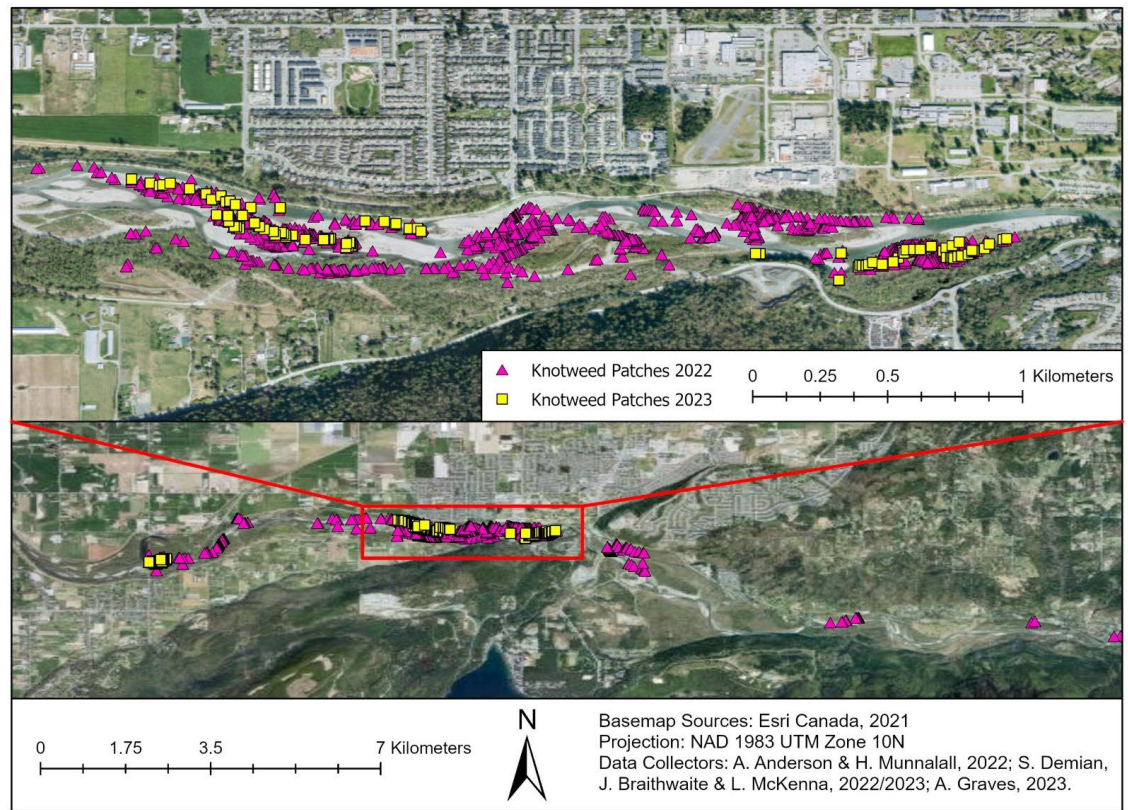 Knotweed Patches 2022
Knotweed Patches 2023
0 0.25 0.5 1 Kilometers
0 1.75 3.5 7 Kilometers
N
Basemap Sources: Esri Canada, 2021
Projection: NAD 1983 UTM Zone 10N
Data Collectors: A. Anderson & H. Munnalall, 2022; S. Demian,
J. Braithwaite & L. McKenna, 2022/2023; A. Graves, 2023.